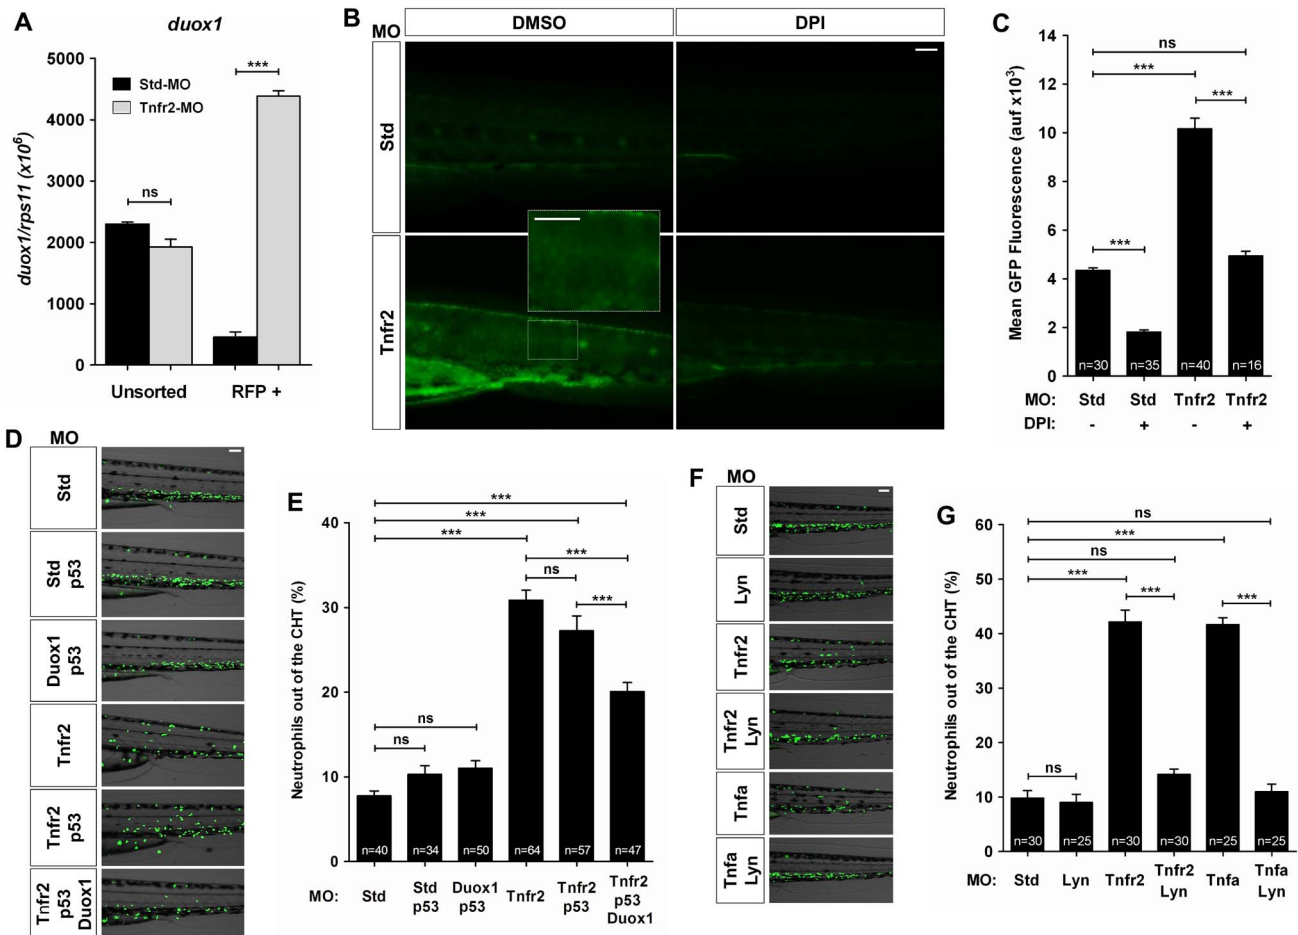 A
duox1
duox1/rps11 (x10⁶)
5000
4000
3000
2000
1000
0
Std-MO
Tnfr2-MO
***
ns
Unsorted
RFP +
B
MO
DMSO
DPI
Std
Tnfr2
C
Mean GFP Fluorescence (auf x10³)
14
12
10
8
6
4
2
0
ns
***
***
***
n=30
n=35
n=40
n=16
MO: Std Std Tnfr2 Tnfr2
DPI: - + - +
D
MO
Std
Std
p53
Duox1
p53
Tnfr2
Tnfr2
p53
Tnfr2
p53
Duox1
E
Neutrophils out of the CHT (%)
40
30
20
10
0
***
***
***
***
ns
***
ns
ns
n=40
n=34
n=50
n=64
n=57
n=47
MO:
Std
Std
p53
Duox1
p53
Tnfr2
Tnfr2
p53
Tnfr2
p53
Duox1
F
MO
Std
Lyn
Tnfr2
Tnfr2
Lyn
Tnfa
Tnfa
Lyn
G
Neutrophils out of the CHT (%)
60
50
40
30
20
10
0
ns
***
ns
***
***
***
ns
n=30
n=25
n=30
n=30
n=25
n=25
MO:
Std
Lyn
Tnfr2
Tnfr2
Lyn
Tnfa
Tnfa
Lyn